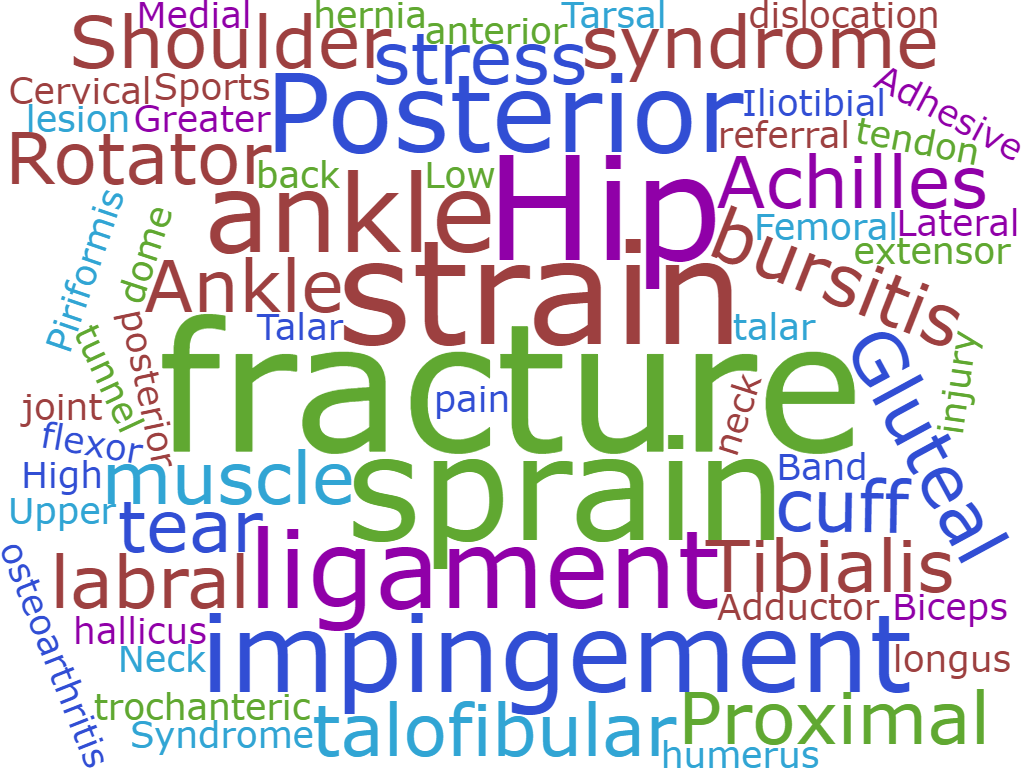 Medial
hernia
Tarsal
dislocation
Shoulder
anterior
syndrome
stress
Cervical
Sports
Posterior
Iliotibial
Adhesive
lesion
Greater
referral
tendon
Rotator
back
Low
Hip
Achilles
ankle
Femoral
Lateral
bursitis
extensor
Piriformis
dome
Ankle
strain
Talar
talar
tunnel
posterior
fracture
Gluteal
injury
joint
pain
neck
flexor
High
muscle
sprain
Band
Upper
tear
cuff
osteoarthritis
labral
ligament
Tibialis
Adductor
Biceps
hallicus
Neck
impingement
longus
trochanteric
Syndrome
talofibular
Proximal
humerus